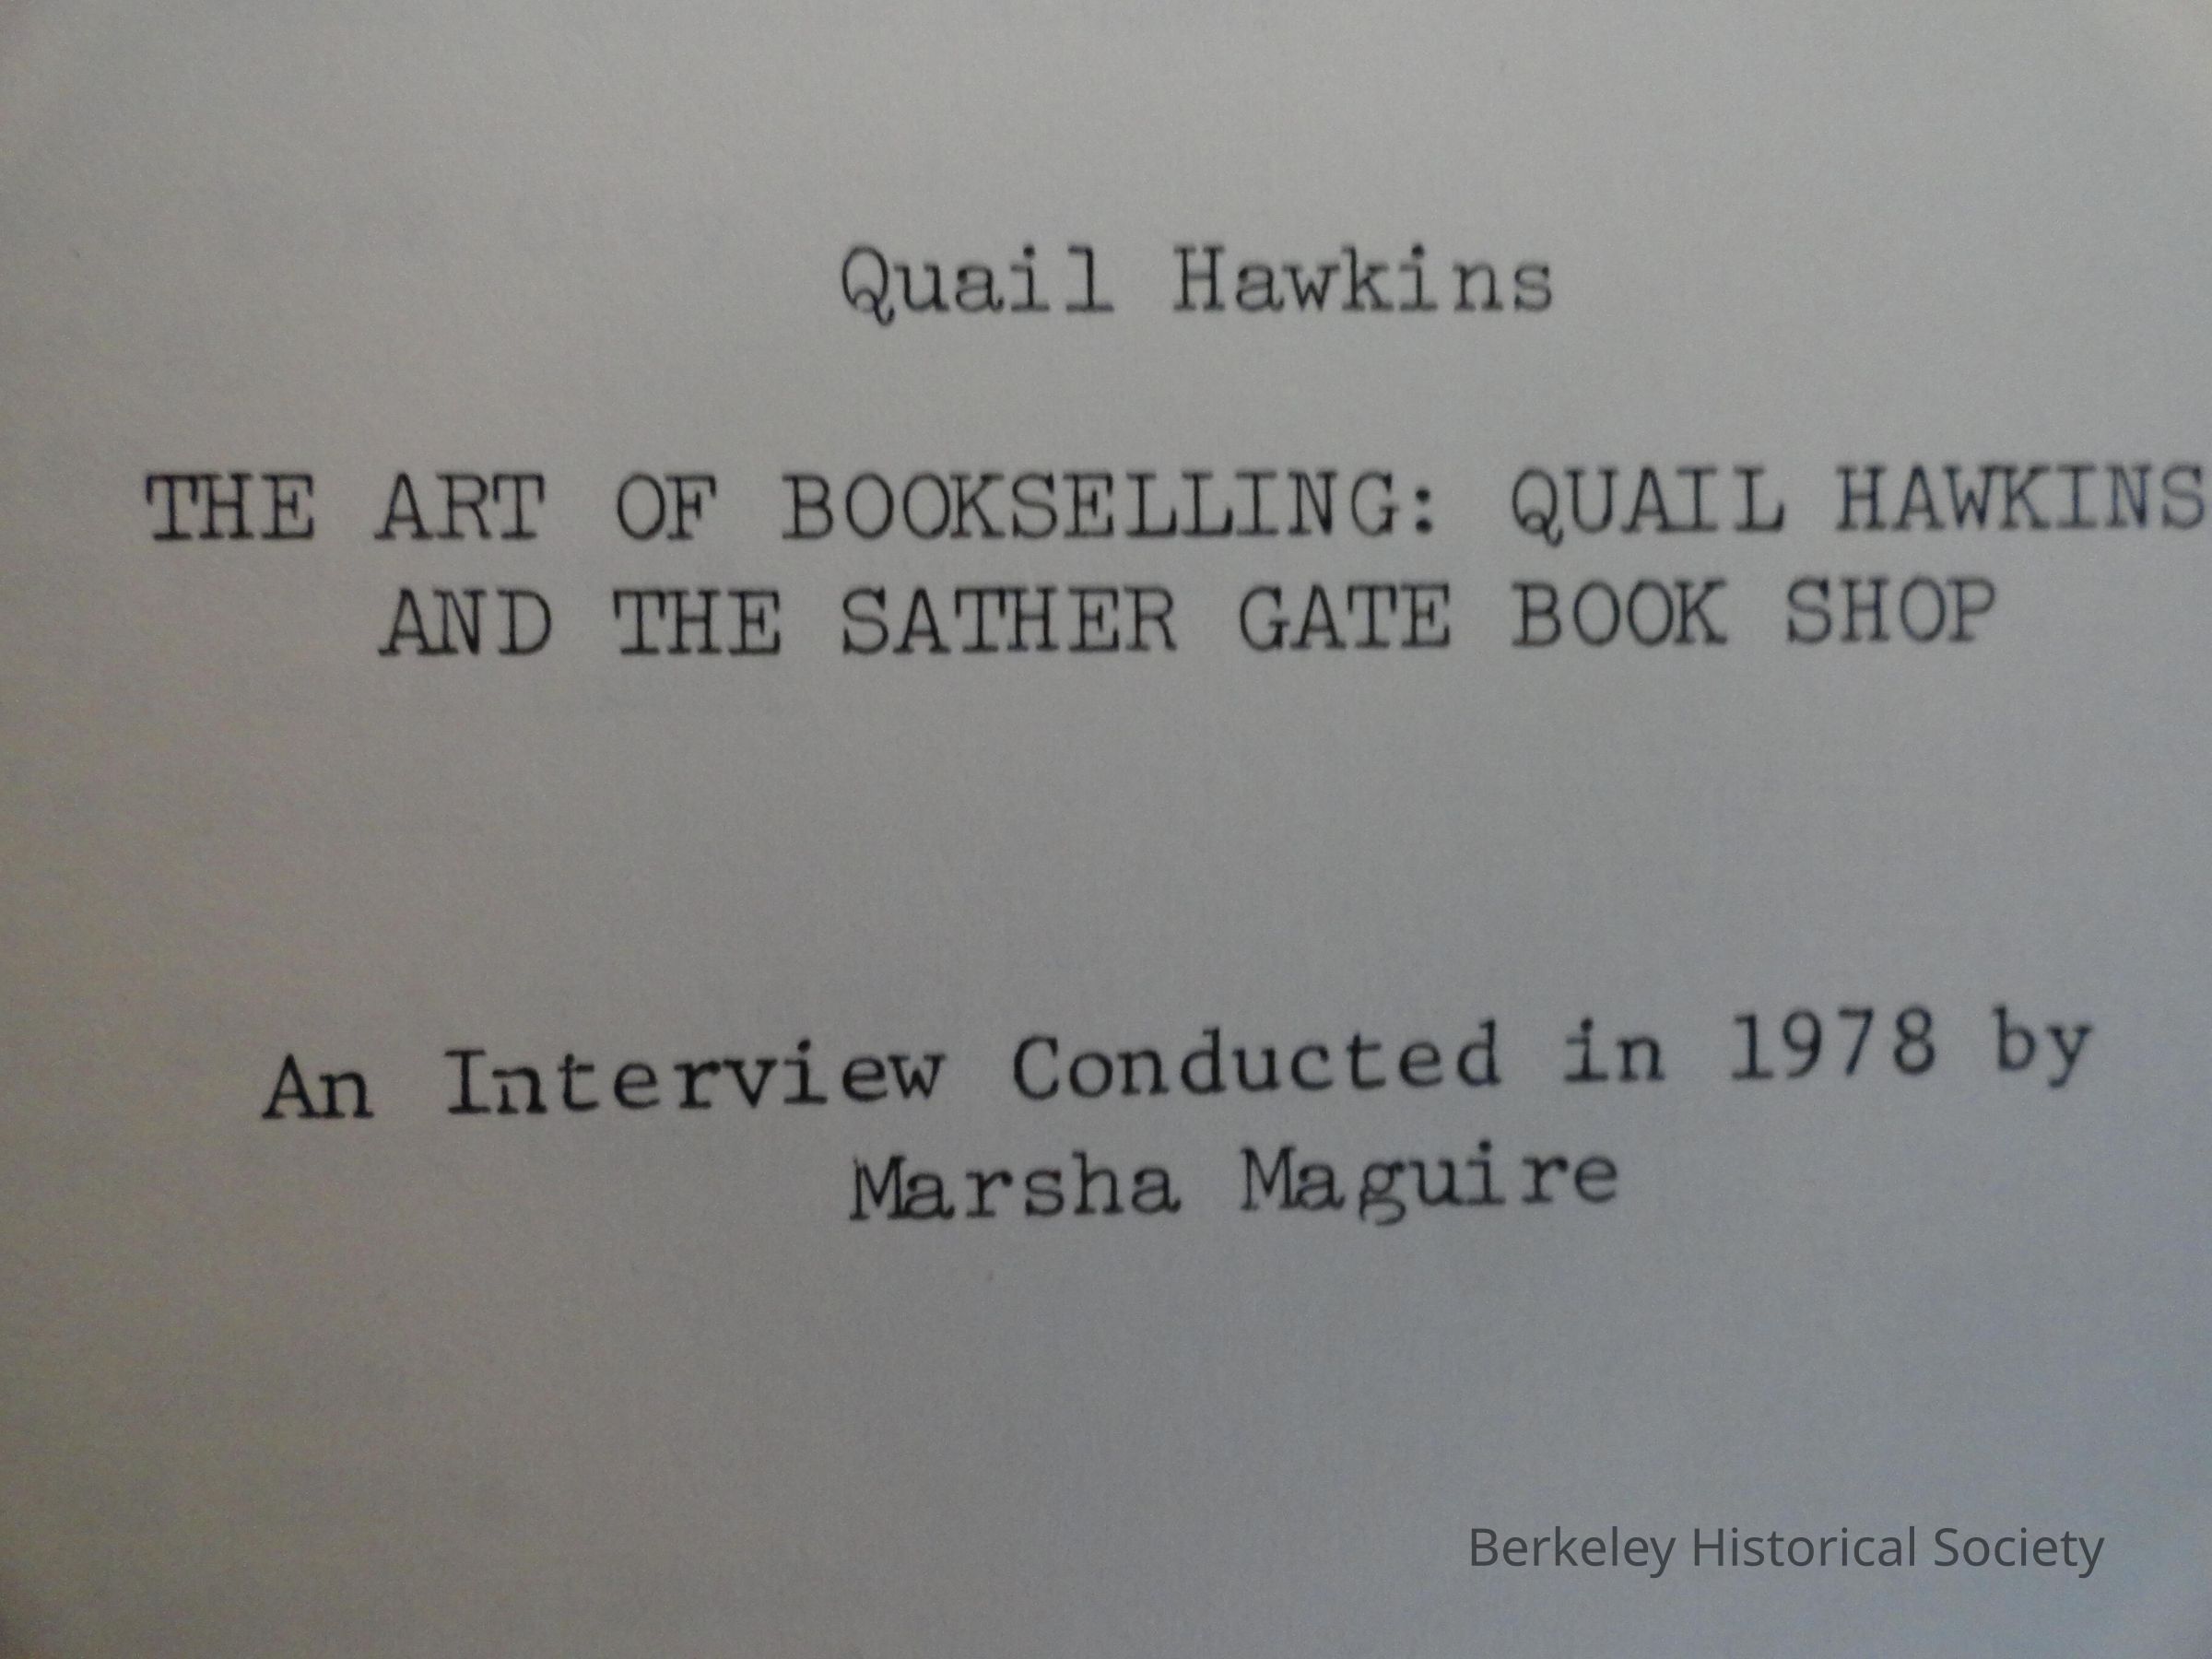 Quail Hawkins
THE ART OF BOOKSELLING: QUAIL HAWKINS
AND THE SATHER GATE BOOK SHOP
An Interview Conducted in 1978 by
Marsha Maguire
Berkeley Historical Society